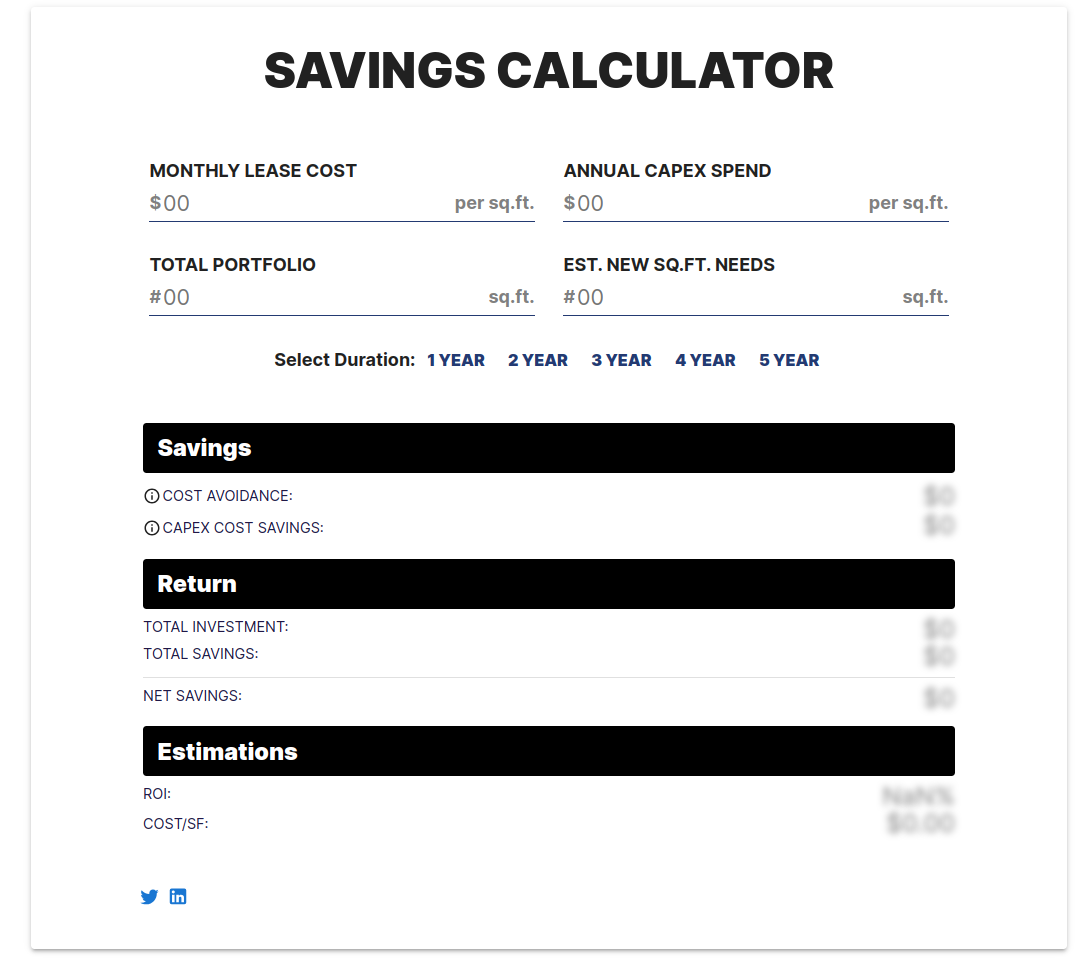 SAVINGS CALCULATOR
MONTHLY LEASE COST
$00 per sq.ft.
ANNUAL CAPEX SPEND
$00 per sq.ft.
TOTAL PORTFOLIO
#00 sq.ft.
EST. NEW SQ.FT. NEEDS
#00 sq.ft.
Select Duration: 1 YEAR 2 YEAR 3 YEAR 4 YEAR 5 YEAR
Savings
COST AVOIDANCE: $0
CAPEX COST SAVINGS: $0
Return
TOTAL INVESTMENT: $0
TOTAL SAVINGS: $0
NET SAVINGS: $0
Estimations
ROI: NaN%
COST/SF: $0.00